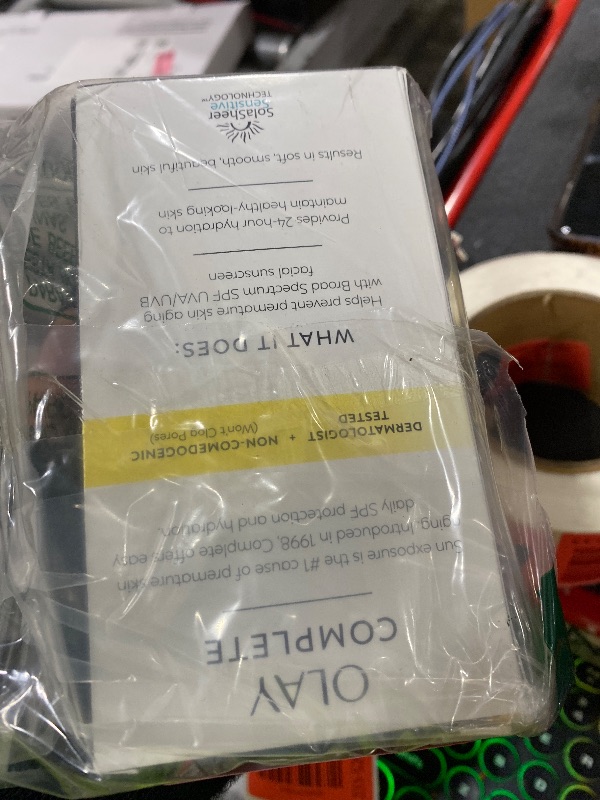 OLAY
COMPLETE
Sun exposure is the #1 cause of premature skin
aging. Introduced in 1998, Complete offers easy
daily SPF protection and hydration.
DERMATOLOGIST
TESTED
+
NON-COMEDOGENIC
(Won't Clog Pores)
WHAT IT DOES:
Helps prevent premature skin aging
with Broad Spectrum SPF UVA/UVB
facial sunscreen
Provides 24-hour hydration to
maintain healthy-looking skin
Results in soft, smooth, beautiful skin
SolaSheer
Sensitive
TECHNOLOGY™